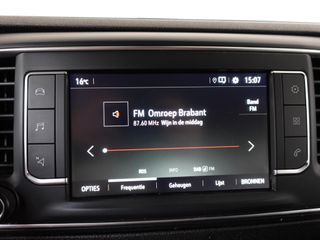 16°C 15:07
FM Omroep Brabant
87.60 MHz Wijn in de middag
Band
FM
RDS INFO DAB FM
OPTIES Frequentie Geheugen Lijst BRONNEN